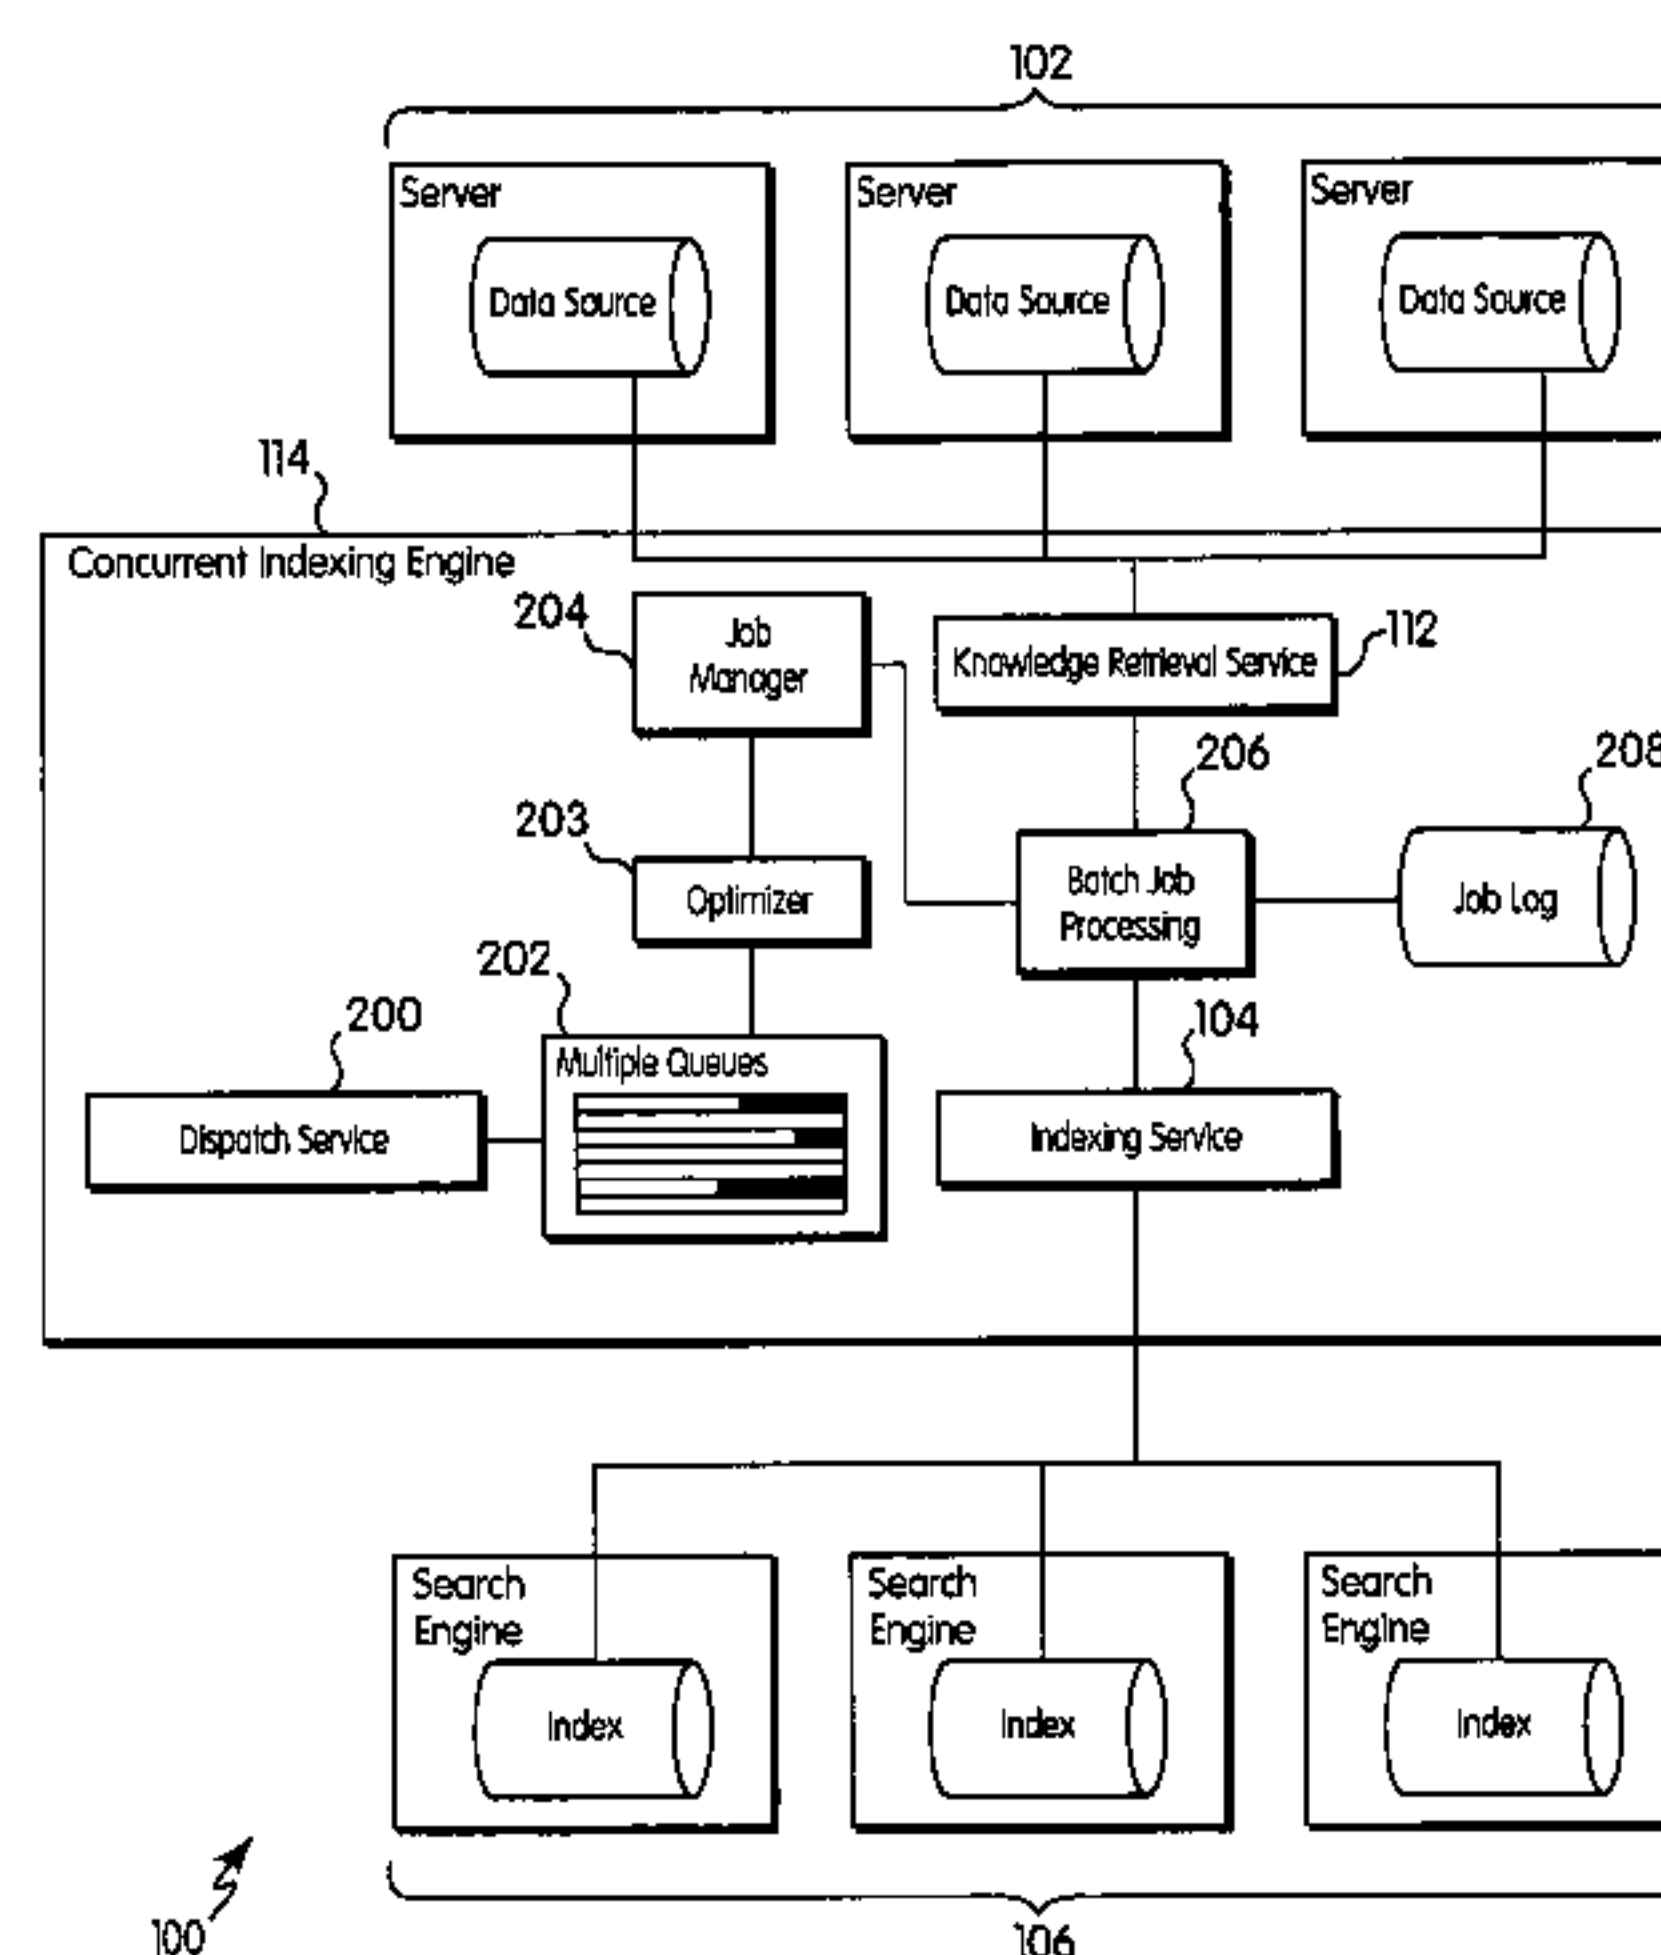 102
Server
Server
Server
Data Source
Data Source
Data Source
114
Concurrent Indexing Engine
204
Job
Manager
Knowledge Retrieval Service
112
206
208
203
Optimizer
Batch Job
Processing
Job Log
202
200
104
Multiple Queues
Dispatch Service
Indexing Service
Search
Engine
Search
Engine
Search
Engine
Index
Index
Index
100
106